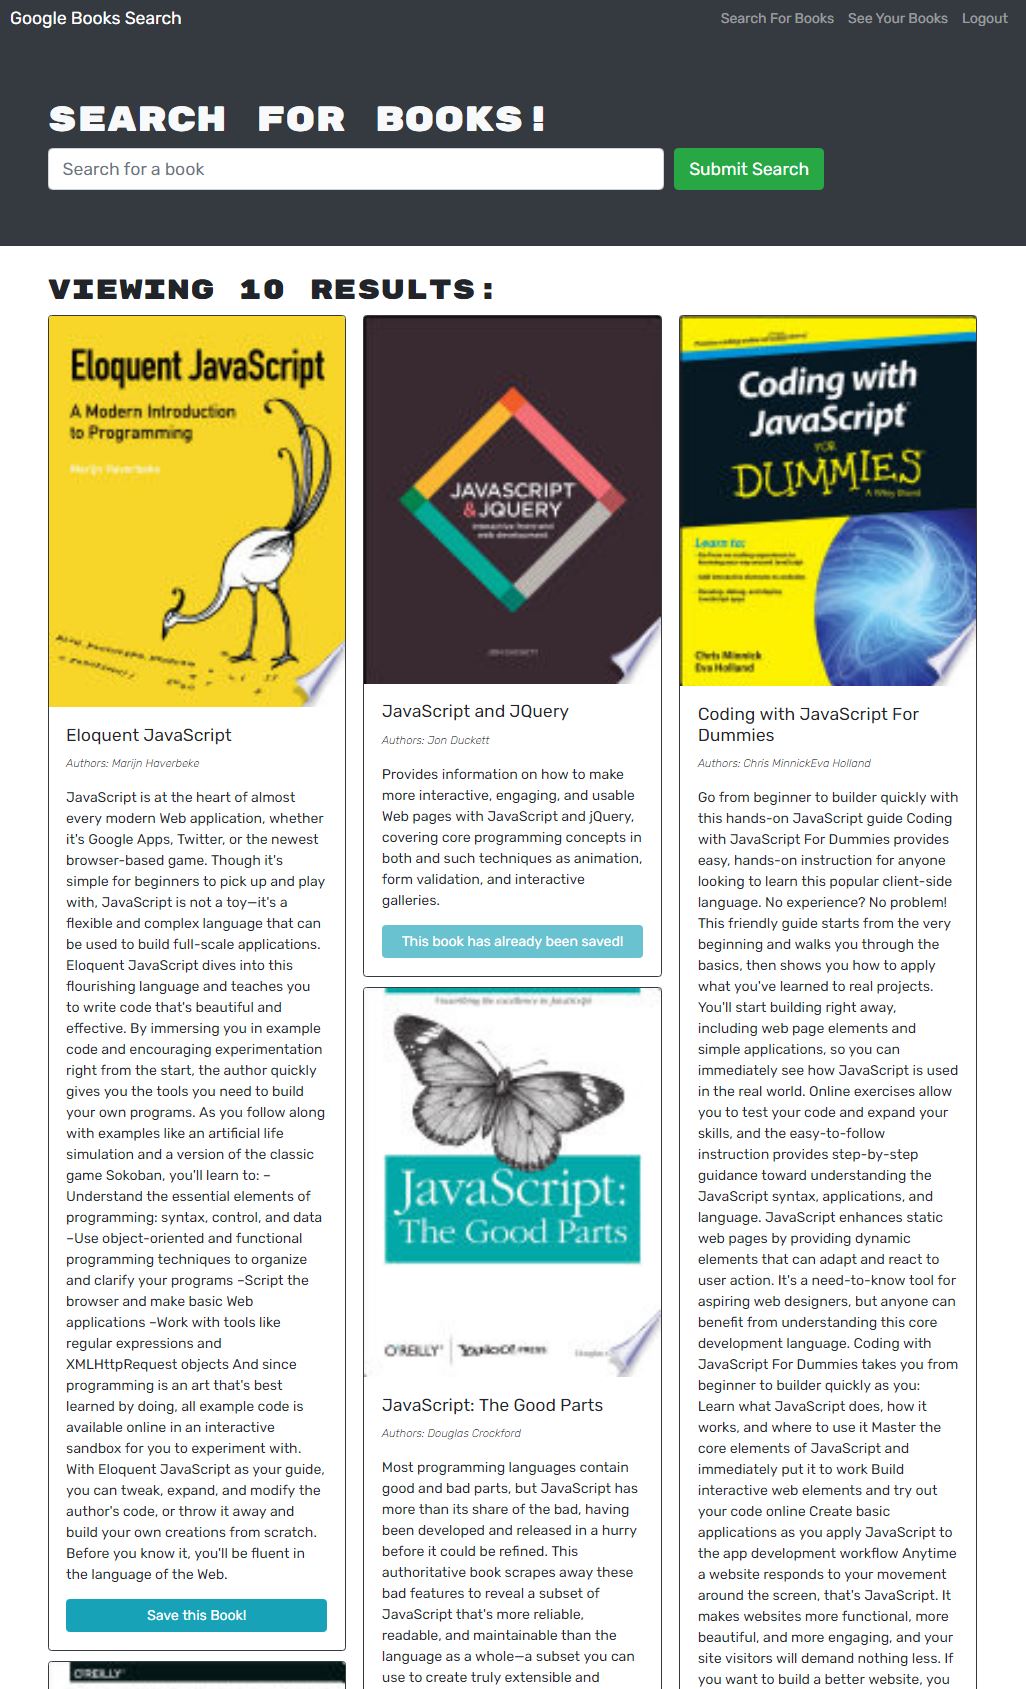 Google Books Search
Search For Books
See Your Books
Logout
SEARCH FOR BOOKS!
Search for a book
Submit Search
VIEWING 10 RESULTS:
Eloquent JavaScript
A Modern Introduction
to Programming
Marijn Haverbeke
Eloquent JavaScript
Authors: Marijn Haverbeke
JavaScript is at the heart of almost
every modern Web application, whether
it's Google Apps, Twitter, or the newest
browser-based game. Though it's
simple for beginners to pick up and play
with, JavaScript is not a toy—it's a
flexible and complex language that can
be used to build full-scale applications.
Eloquent JavaScript dives into this
flourishing language and teaches you
to write code that's beautiful and
effective. By immersing you in example
code and encouraging experimentation
right from the start, the author quickly
gives you the tools you need to build
your own programs. As you follow along
with examples like an artificial life
simulation and a version of the classic
game Sokoban, you'll learn to: –
Understand the essential elements of
programming: syntax, control, and data
–Use object-oriented and functional
programming techniques to organize
and clarify your programs –Script the
browser and make basic Web
applications –Work with tools like
regular expressions and
XMLHttpRequest objects And since
programming is an art that's best
learned by doing, all example code is
available online in an interactive
sandbox for you to experiment with.
With Eloquent JavaScript as your guide,
you can tweak, expand, and modify the
author's code, or throw it away and
build your own creations from scratch.
Before you know it, you'll be fluent in
the language of the Web.
Save this Book!
O'REILLY
JAVASCRIPT
&JQUERY
interactive front-end
web development
JON DUCKETT
JavaScript and JQuery
Authors: Jon Duckett
Provides information on how to make
more interactive, engaging, and usable
Web pages with JavaScript and jQuery,
covering core programming concepts in
both and such techniques as animation,
form validation, and interactive
galleries.
This book has already been saved!
Unearthing the excellence in JavaScript
JavaScript:
The Good Parts
O'REILLY
YAHOO! PRESS
JavaScript: The Good Parts
Authors: Douglas Crockford
Most programming languages contain
good and bad parts, but JavaScript has
more than its share of the bad, having
been developed and released in a hurry
before it could be refined. This
authoritative book scrapes away these
bad features to reveal a subset of
JavaScript that's more reliable,
readable, and maintainable than the
language as a whole—a subset you can
use to create truly extensible and
Coding with
JavaScript
FOR
DUMMIES
A Wiley Brand
Learn to:
Chris Minnick
Eva Holland
Coding with JavaScript For
Dummies
Authors: Chris MinnickEva Holland
Go from beginner to builder quickly with
this hands-on JavaScript guide Coding
with JavaScript For Dummies provides
easy, hands-on instruction for anyone
looking to learn this popular client-side
language. No experience? No problem!
This friendly guide starts from the very
beginning and walks you through the
basics, then shows you how to apply
what you've learned to real projects.
You'll start building right away,
including web page elements and
simple applications, so you can
immediately see how JavaScript is used
in the real world. Online exercises allow
you to test your code and expand your
skills, and the easy-to-follow
instruction provides step-by-step
guidance toward understanding the
JavaScript syntax, applications, and
language. JavaScript enhances static
web pages by providing dynamic
elements that can adapt and react to
user action. It's a need-to-know tool for
aspiring web designers, but anyone can
benefit from understanding this core
development language. Coding with
JavaScript For Dummies takes you from
beginner to builder quickly as you:
Learn what JavaScript does, how it
works, and where to use it Master the
core elements of JavaScript and
immediately put it to work Build
interactive web elements and try out
your code online Create basic
applications as you apply JavaScript to
the app development workflow Anytime
a website responds to your movement
around the screen, that's JavaScript. It
makes websites more functional, more
beautiful, and more engaging, and your
site visitors will demand nothing less. If
you want to build a better website, you